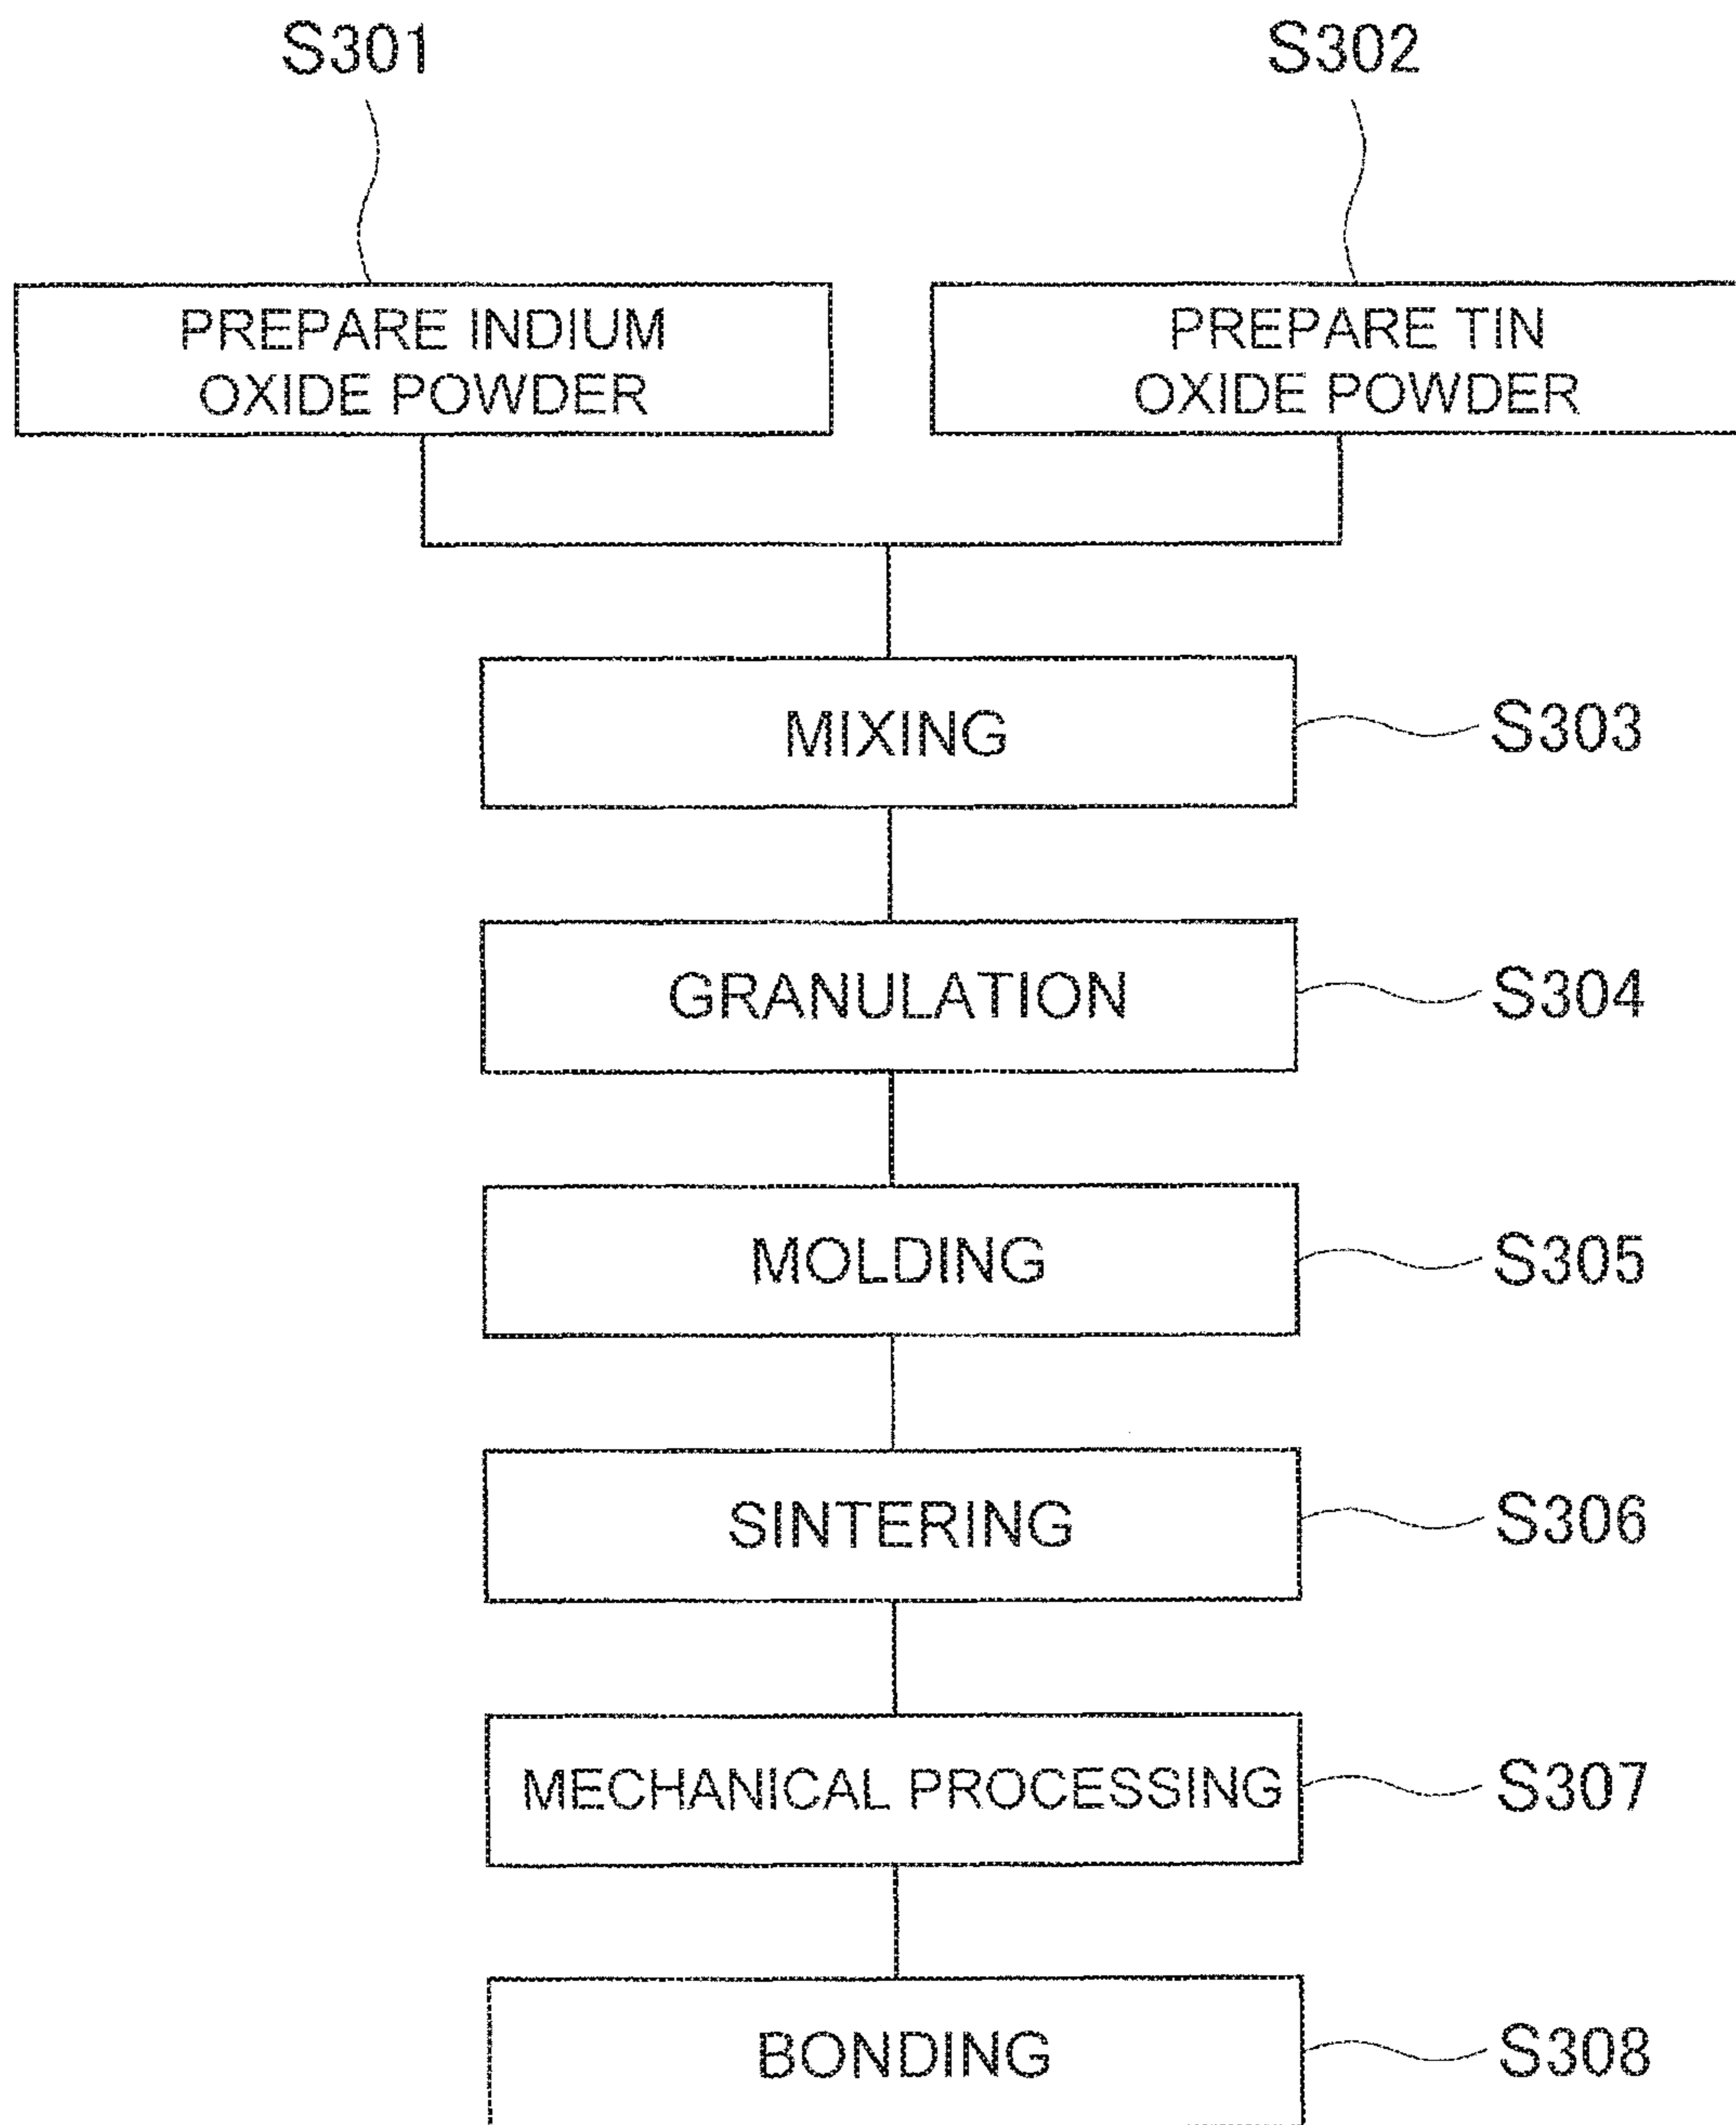 S301
S302
PREPARE INDIUM
OXIDE POWDER
PREPARE TIN
OXIDE POWDER
MIXING
S303
GRANULATION
S304
MOLDING
S305
SINTERING
S306
MECHANICAL PROCESSING
S307
BONDING
S308